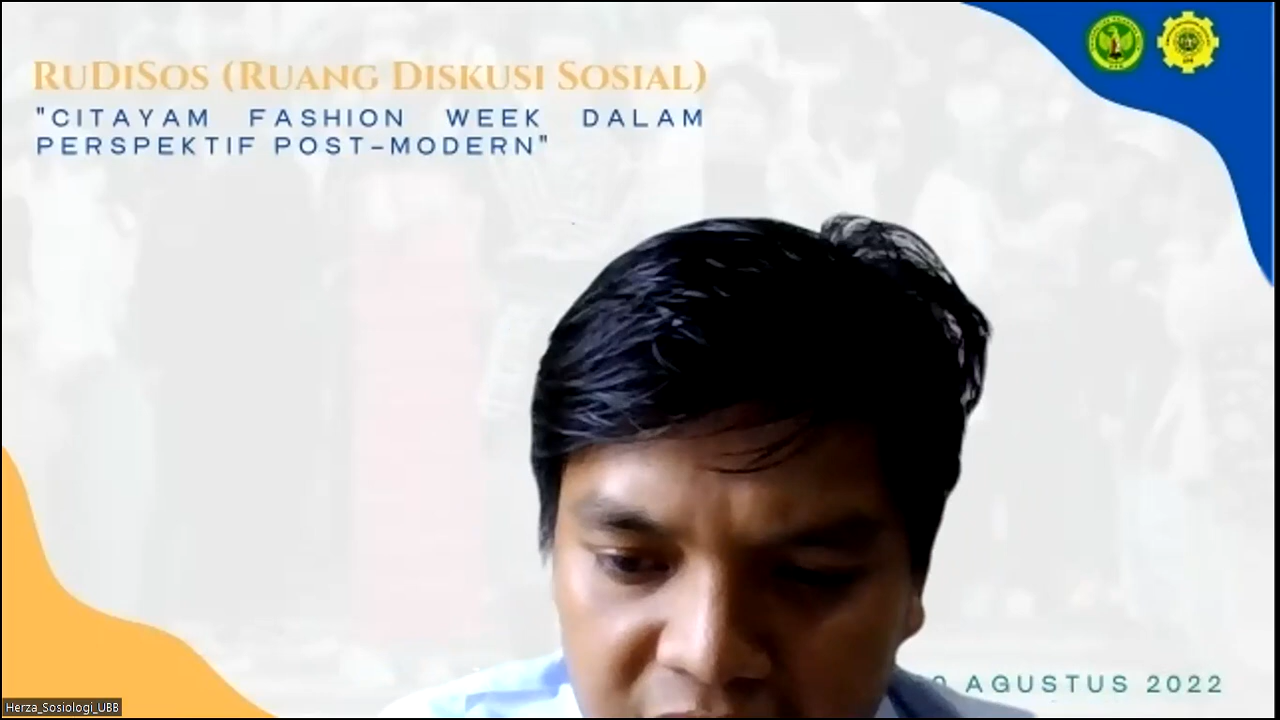 RuDiSos (Ruang Diskusi Sosial)
"CITAYAM FASHION WEEK DALAM
PERSPEKTIF POST-MODERN"
AGUSTUS 2022
Herza_Sosiologi_UBB